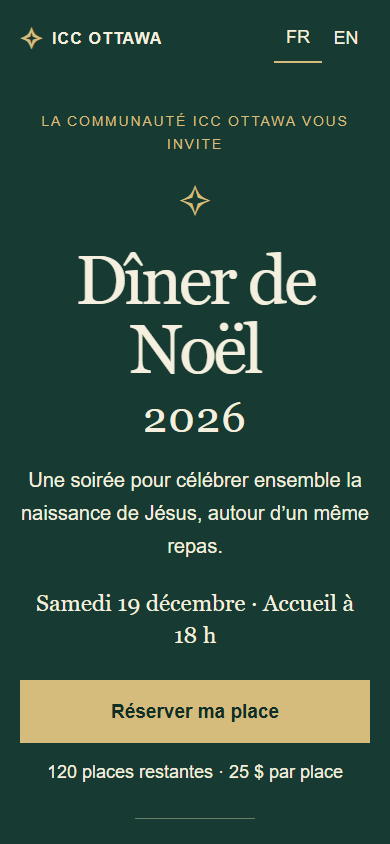 ICC OTTAWA
FR EN
LA COMMUNAUTÉ ICC OTTAWA VOUS
INVITE
Dîner de
Noël
2026
Une soirée pour célébrer ensemble la
naissance de Jésus, autour d’un même
repas.
Samedi 19 décembre · Accueil à
18 h
Réserver ma place
120 places restantes · 25 $ par place